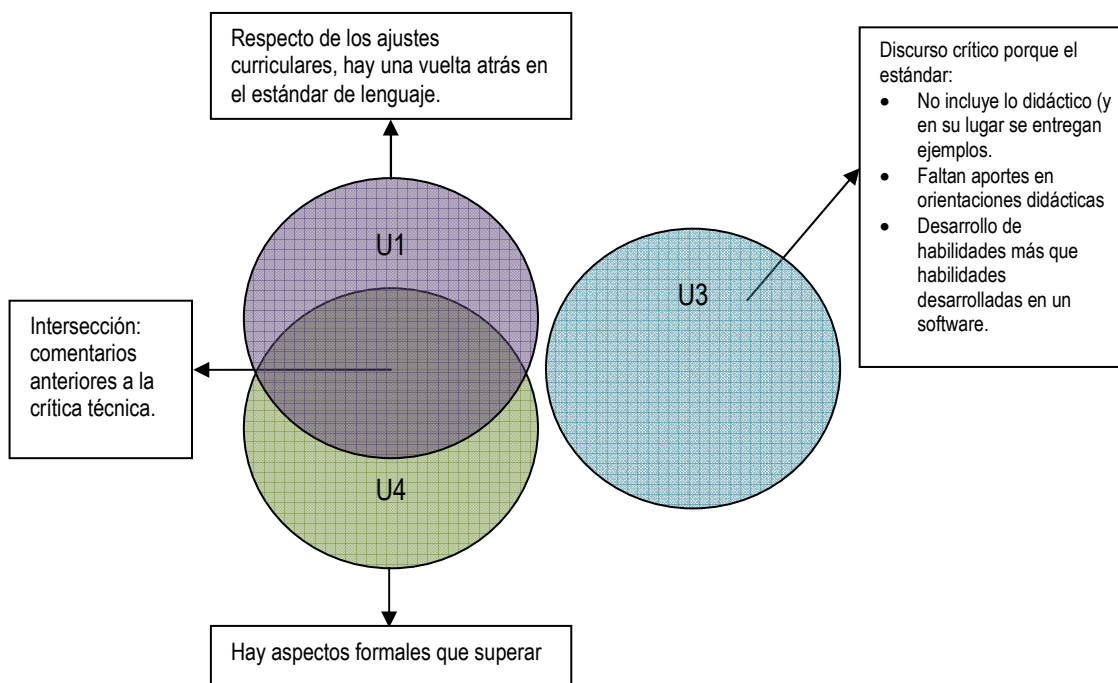 Respecto de los ajustes
curriculares, hay una vuelta atrás en
el estándar de lenguaje.
Discurso crítico porque el
estándar:
● No incluye lo didáctico (y
en su lugar se entregan
ejemplos.
● Faltan aportes en
orientaciones didácticas
● Desarrollo de
habilidades más que
habilidades
desarrolladas en un
software.
U1
U3
Intersección:
comentarios
anteriores a la
crítica técnica.
U4
Hay aspectos formales que superar